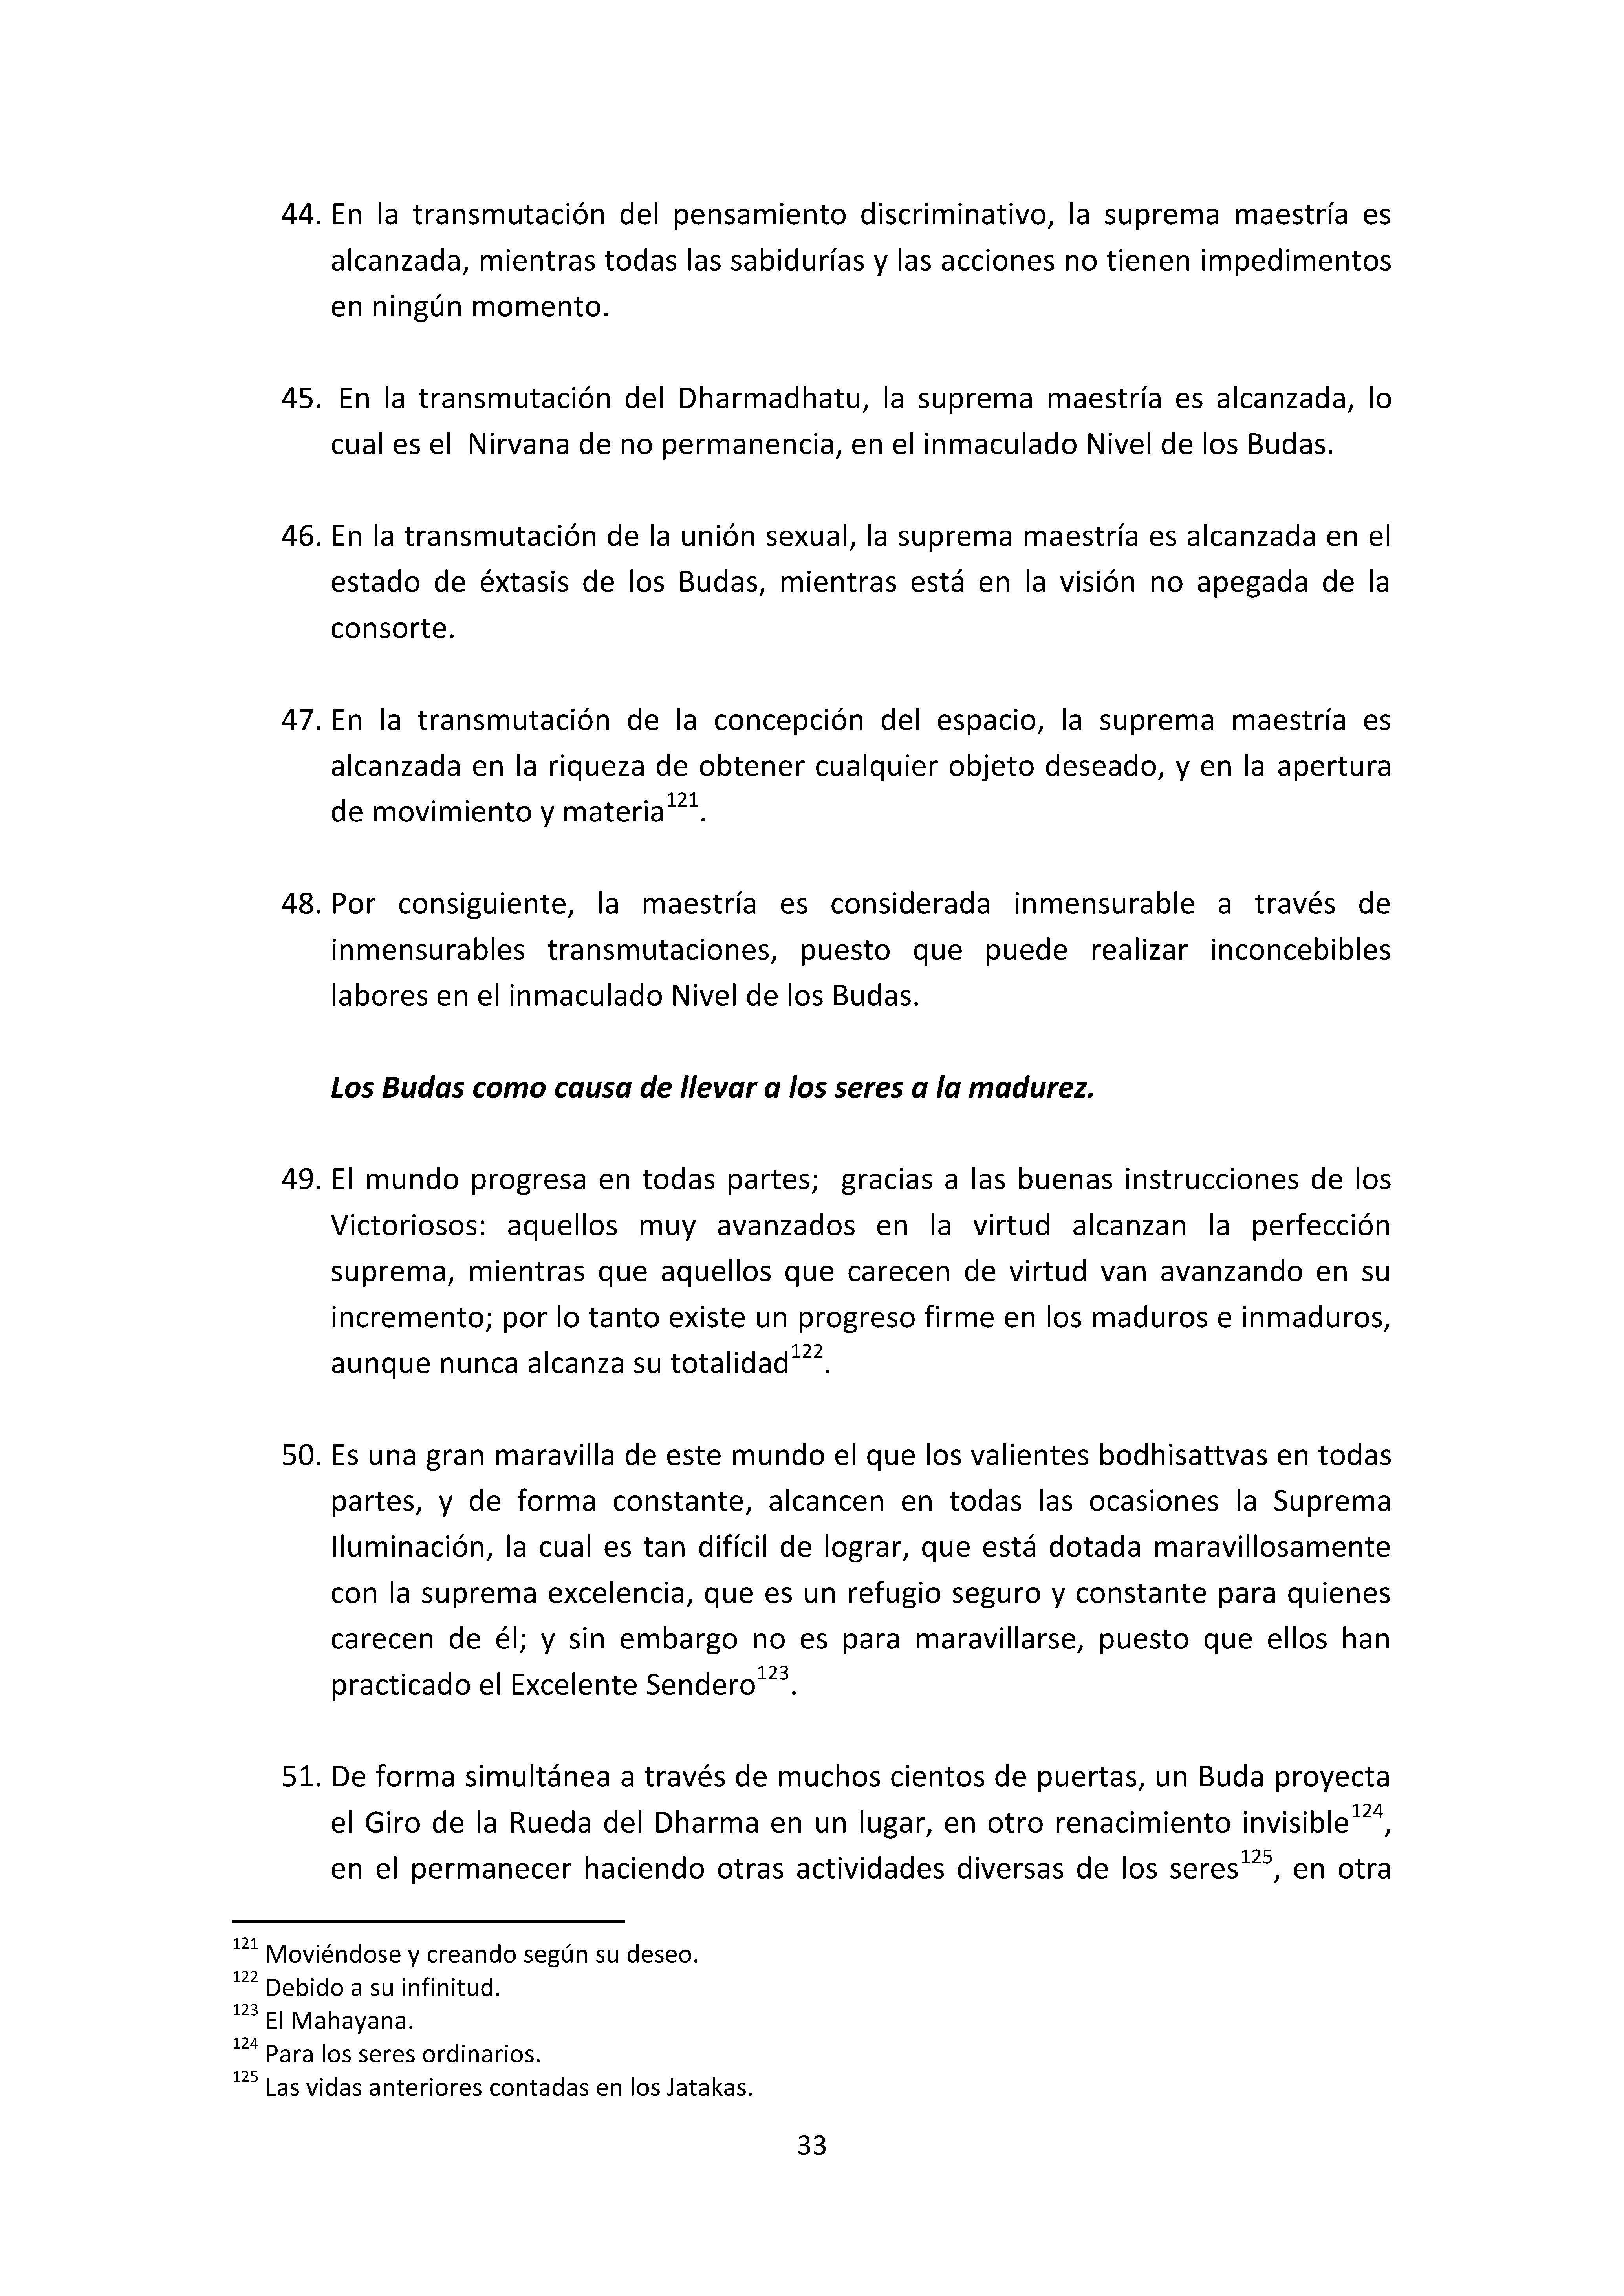 44. En la transmutación del pensamiento discriminativo, la suprema maestría es
alcanzada, mientras todas las sabidurías y las acciones no tienen impedimentos
en ningún momento.
45. En la transmutación del Dharmadhatu, la suprema maestría es alcanzada, lo
cual es el Nirvana de no permanencia, en el inmaculado Nivel de los Budas.
46. En la transmutación de la unión sexual, la suprema maestría es alcanzada en el
estado de éxtasis de los Budas, mientras está en la visión no apegada de la
consorte.
47. En la transmutación de la concepción del espacio, la suprema maestría es
alcanzada en la riqueza de obtener cualquier objeto deseado, y en la apertura
de movimiento y materia121.
48. Por consiguiente, la maestría es considerada inmensurable a través de
inmensurables transmutaciones, puesto que puede realizar inconcebibles
labores en el inmaculado Nivel de los Budas.
Los Budas como causa de llevar a los seres a la madurez.
49. El mundo progresa en todas partes; gracias a las buenas instrucciones de los
Victoriosos: aquellos muy avanzados en la virtud alcanzan la perfección
suprema, mientras que aquellos que carecen de virtud van avanzando en su
incremento; por lo tanto existe un progreso firme en los maduros e inmaduros,
aunque nunca alcanza su totalidad122.
50. Es una gran maravilla de este mundo el que los valientes bodhisattvas en todas
partes, y de forma constante, alcancen en todas las ocasiones la Suprema
Iluminación, la cual es tan difícil de lograr, que está dotada maravillosamente
con la suprema excelencia, que es un refugio seguro y constante para quienes
carecen de él; y sin embargo no es para maravillarse, puesto que ellos han
practicado el Excelente Sendero123.
51. De forma simultánea a través de muchos cientos de puertas, un Buda proyecta
el Giro de la Rueda del Dharma en un lugar, en otro renacimiento invisible124,
en el permanecer haciendo otras actividades diversas de los seres125, en otra
121 Moviéndose y creando según su deseo.
122 Debido a su infinitud.
123 El Mahayana.
124 Para los seres ordinarios.
125 Las vidas anteriores contadas en los Jatakas.
33